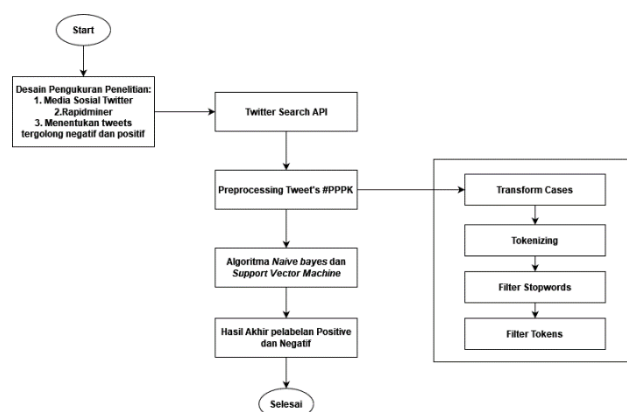 Start
Desain Pengukuran Penelitian:
1. Media Sosial Twitter
2.Rapidminer
3. Menentukan tweets
tergolong negatif dan positif
Twitter Search API
Preprocessing Tweet's #PPPK
Transform Cases
Tokenizing
Filter Stopwords
Filter Tokens
Algoritma Naive bayes dan
Support Vector Machine
Hasil Akhir pelabelan Positive
dan Negatif
Selesai